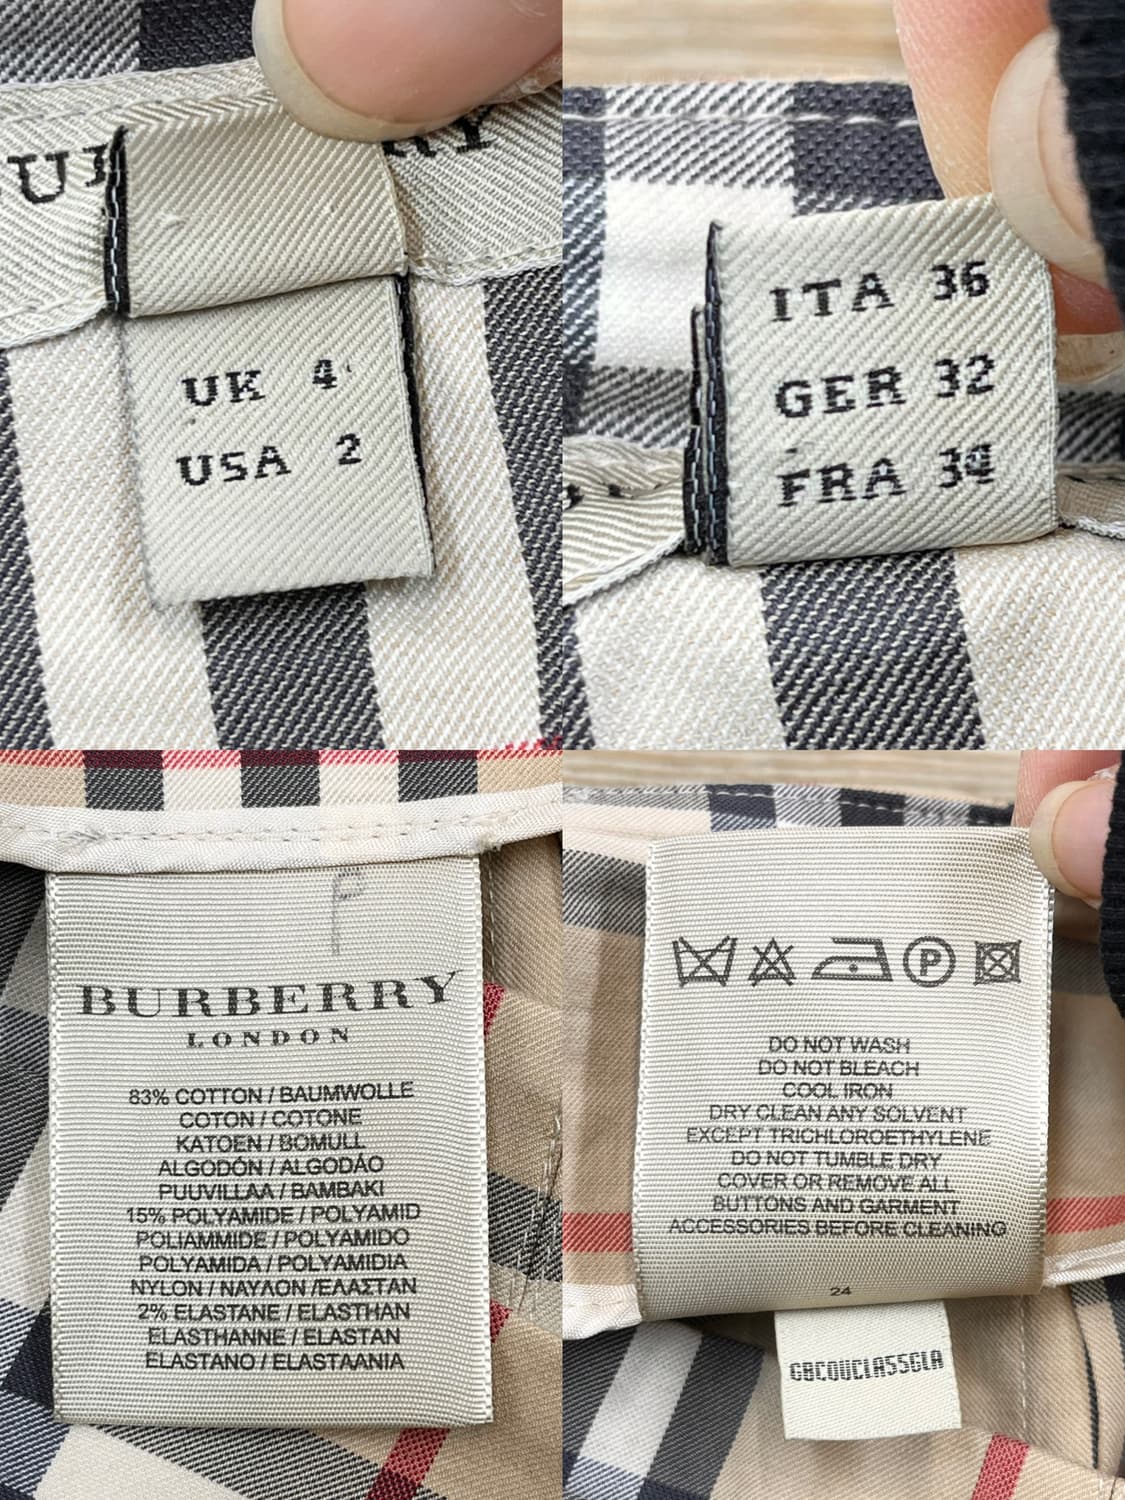 UK 4
USA 2
ITA 36
GER 32
FRA 34
BURBERRY
LONDON
83% COTTON / BAUMWOLLE
COTON / COTONE
KATOEN / BOMULL
ALGODÓN / ALGODÁO
PUUVILLAA / BAMBAKI
15% POLYAMIDE / POLYAMID
POLIAMMIDE / POLYAMIDO
POLYAMIDA / POLYAMIDIA
NYLON / ΝΑΥΛΟΝ /ΕΛΑΣΤΑΝ
2% ELASTANE / ELASTHAN
ELASTHANNE / ELASTAN
ELASTANO / ELASTAANIA
P
DO NOT WASH
DO NOT BLEACH
COOL IRON
DRY CLEAN ANY SOLVENT
EXCEPT TRICHLOROETHYLENE
DO NOT TUMBLE DRY
COVER OR REMOVE ALL
BUTTONS AND GARMENT
ACCESSORIES BEFORE CLEANING
24